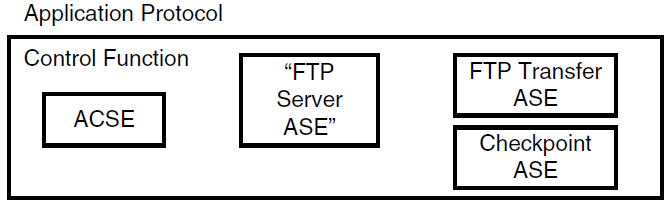 Application Protocol
Control Function
ACSE
“FTP
Server
ASE”
FTP Transfer
ASE
Checkpoint
ASE